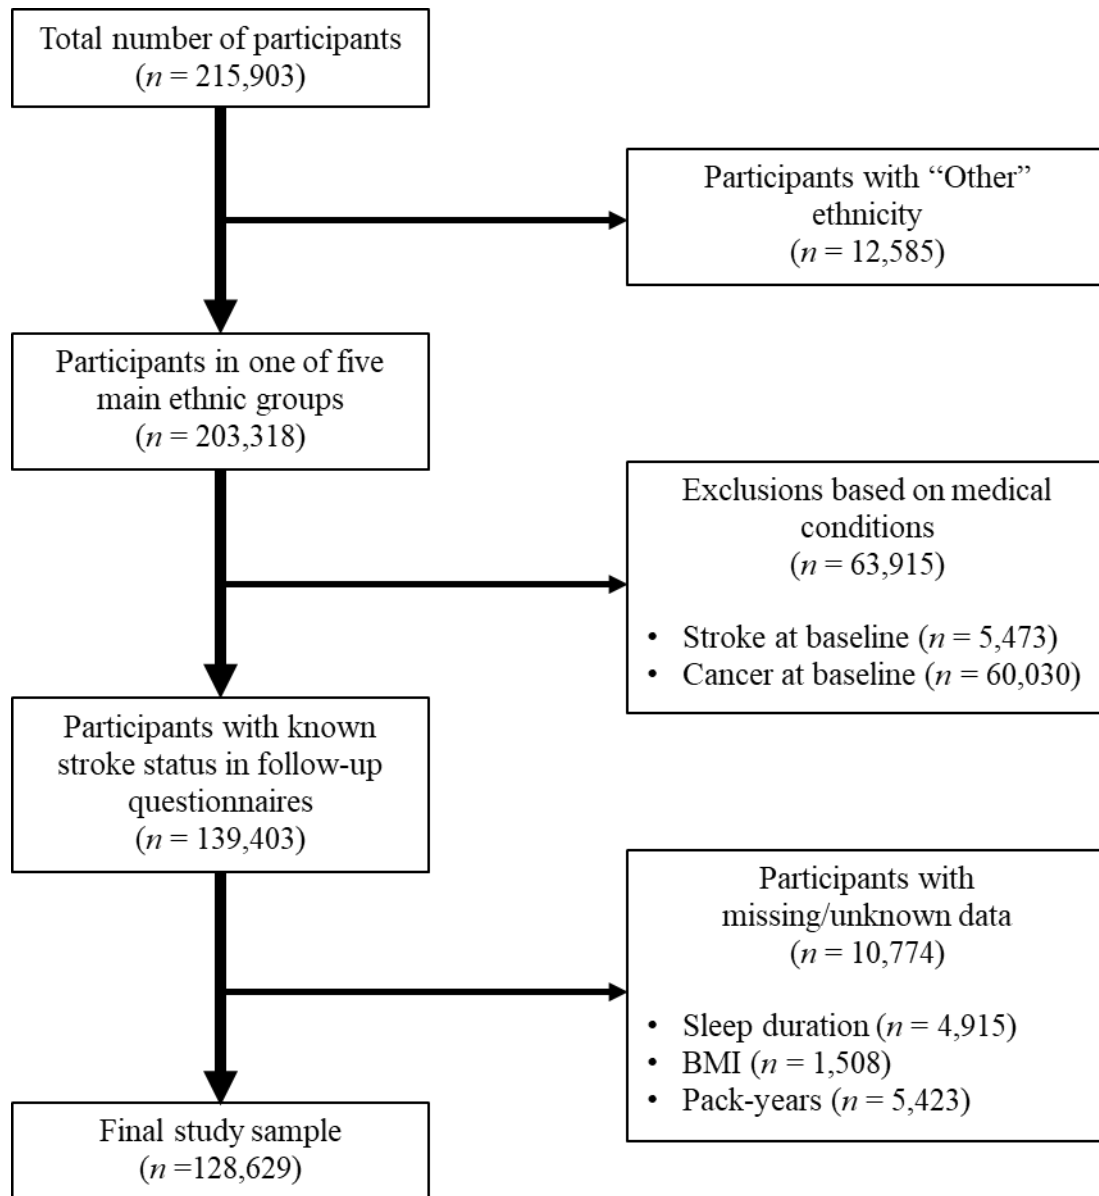 Total number of participants
(n = 215,903)
Participants with “Other”
ethnicity
(n = 12,585)
Participants in one of five
main ethnic groups
(n = 203,318)
Exclusions based on medical
conditions
(n = 63,915)
• Stroke at baseline (n = 5,473)
• Cancer at baseline (n = 60,030)
Participants with known
stroke status in follow-up
questionnaires
(n = 139,403)
Participants with
missing/unknown data
(n = 10,774)
• Sleep duration (n = 4,915)
• BMI (n = 1,508)
• Pack-years (n = 5,423)
Final study sample
(n =128,629)